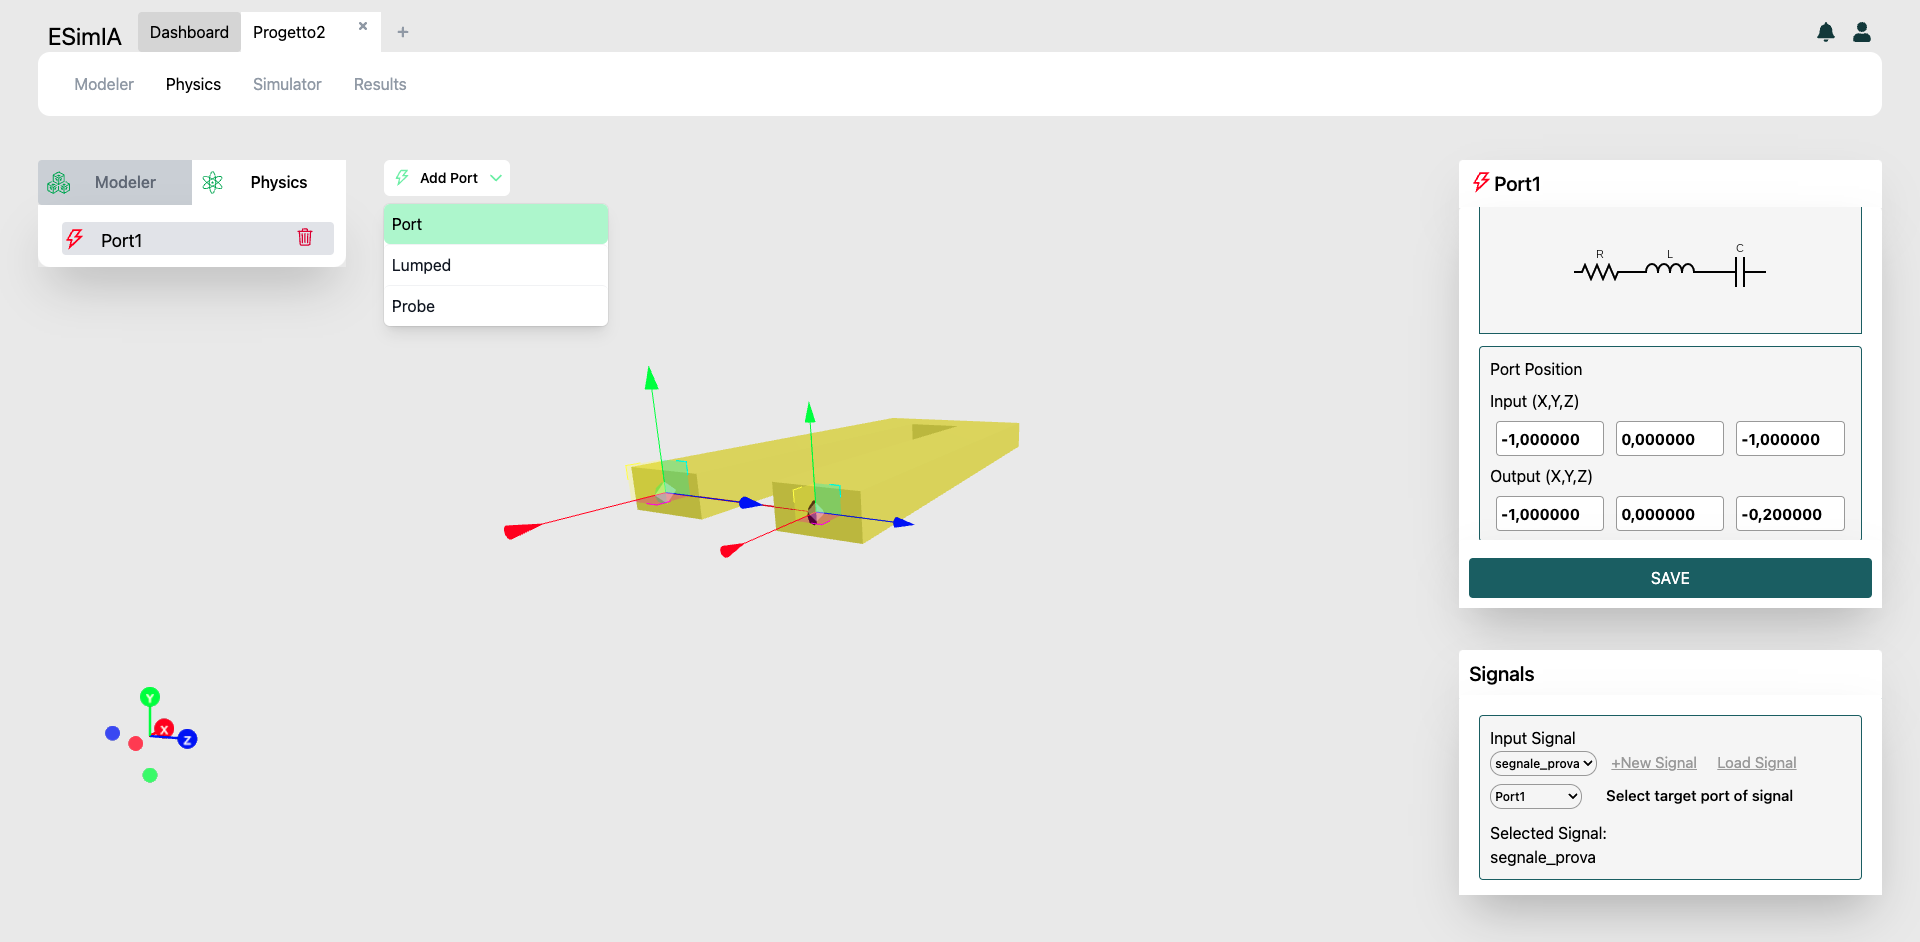 ESimIA
Dashboard
Progetto2
Modeler
Physics
Simulator
Results
Modeler
Physics
Port1
Add Port
Port
Lumped
Probe
Y
X
Z
Port1
R
L
C
Port Position
Input (X,Y,Z)
-1,000000
0,000000
-1,000000
Output (X,Y,Z)
-1,000000
0,000000
-0,200000
SAVE
Signals
Input Signal
segnale_prova
+New Signal
Load Signal
Port1
Select target port of signal
Selected Signal:
segnale_prova